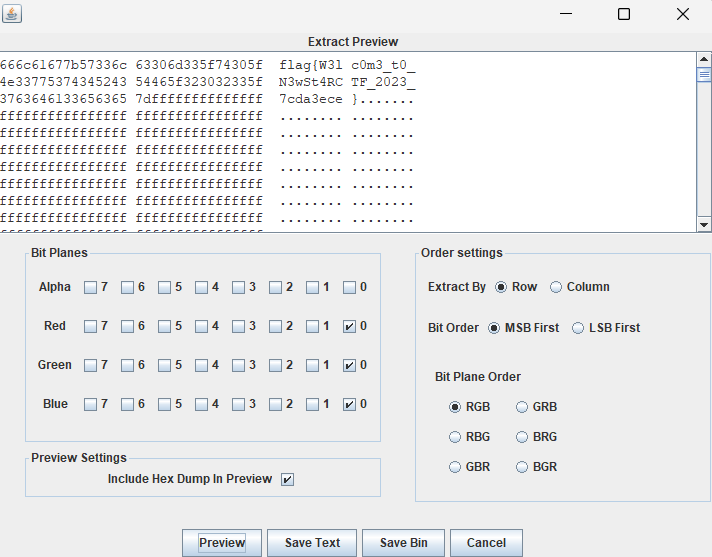 Extract Preview
666c61677b57336c 63306d335f74305f flag{W3l c0m3_t0_
4e33775374345243 54465f323032335f N3wSt4RC TF_2023_
3763646133656365 7dffffffffffffff 7cda3ece }.......
ffffffffffffffff ffffffffffffffff ........ ........
ffffffffffffffff ffffffffffffffff ........ ........
ffffffffffffffff ffffffffffffffff ........ ........
ffffffffffffffff ffffffffffffffff ........ ........
ffffffffffffffff ffffffffffffffff ........ ........
ffffffffffffffff ffffffffffffffff ........ ........
ffffffffffffffff ffffffffffffffff ........ ........
Bit Planes
Alpha 7 6 5 4 3 2 1 0
Red 7 6 5 4 3 2 1 0
Green 7 6 5 4 3 2 1 0
Blue 7 6 5 4 3 2 1 0
Preview Settings
Include Hex Dump In Preview
Order settings
Extract By Row Column
Bit Order MSB First LSB First
Bit Plane Order
RGB GRB
RBG BRG
GBR BGR
Preview Save Text Save Bin Cancel